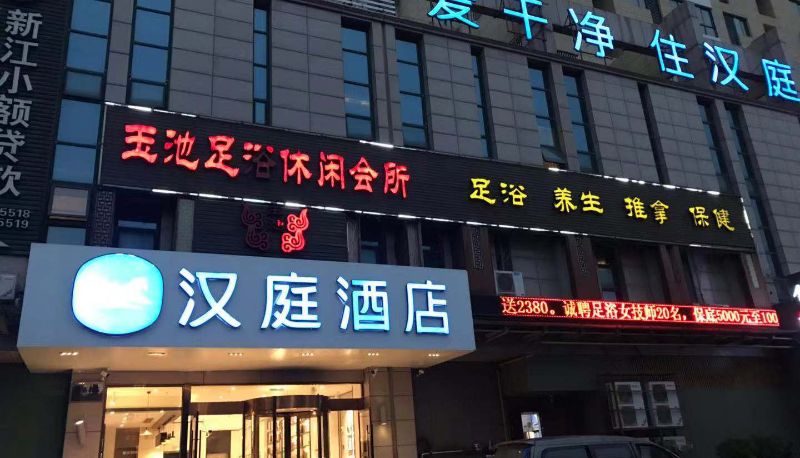 爱干净 住汉庭
新江小额贷款
5518
5519
玉池足浴休闲会所
足浴 养生 推拿 保健
汉庭酒店
送2380。诚聘足浴女技师20名，保底5000元至100